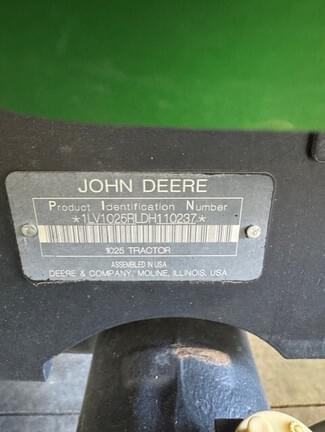 JOHN DEERE
Product Identification Number
*1LV1025RLDH110237*
1025 TRACTOR
ASSEMBLED IN USA
DEERE & COMPANY, MOLINE, ILLINOIS, USA